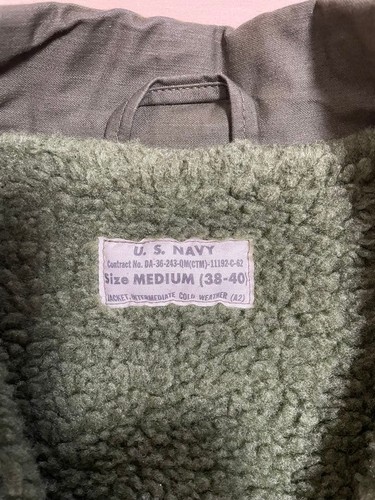 U. S. NAVY
Contract No. DA-36-243-QM(CTM)-11192-C-62
Size MEDIUM (38-40)
JACKET, INTERMEDIATE COLD WEATHER (A2)